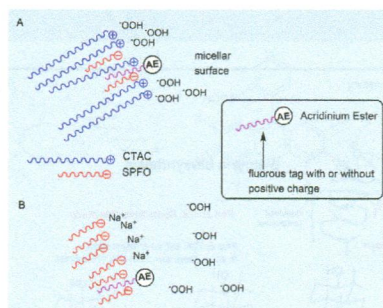 A
⁻OOH
⁻OOH
⁻OOH
⁻OOH
micellar
surface
AE
⁻OOH
⁻OOH
⁻OOH
⁻OOH
AE Acridinium Ester
fluorous tag with or without
positive charge
CTAC
SPFO
B
Na⁺
Na⁺
Na⁺
Na⁺
⁻OOH
⁻OOH
⁻OOH
AE
⁻OOH
⁻OOH